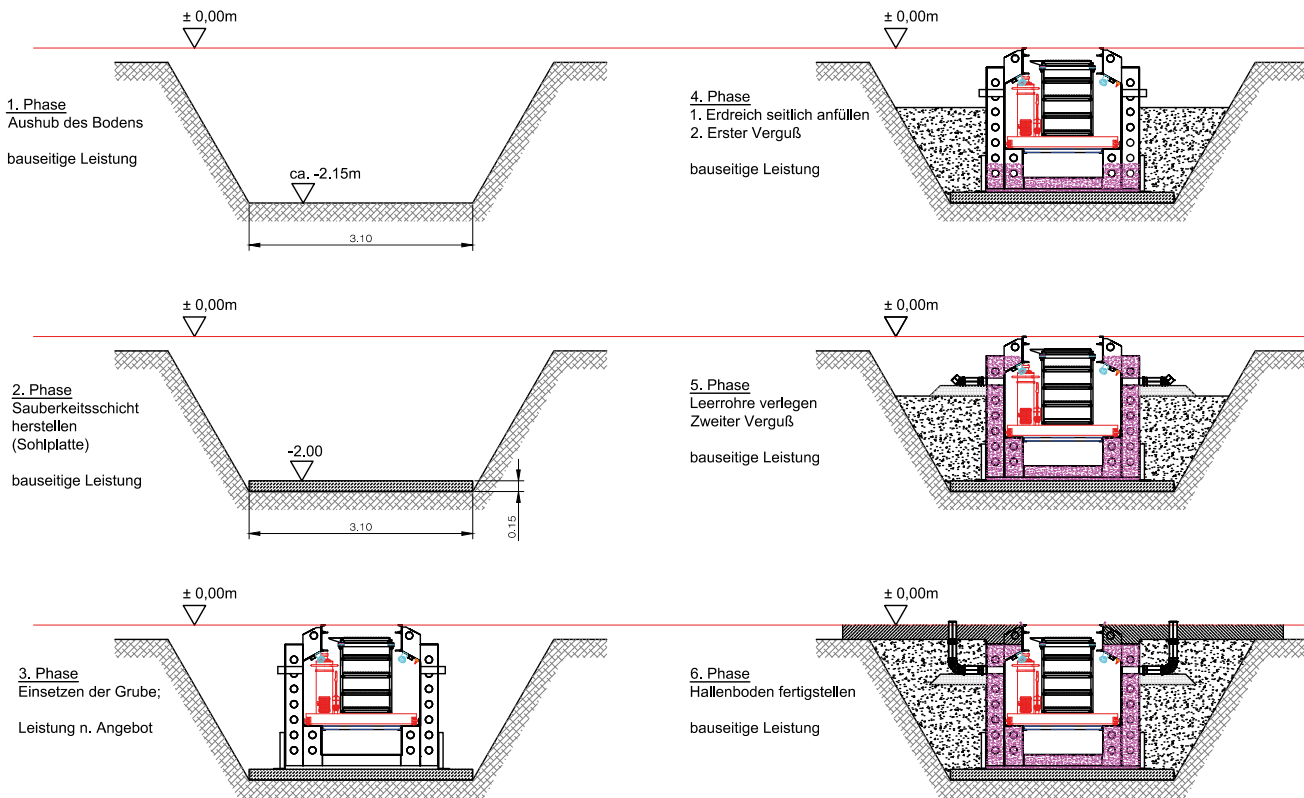 ± 0,00m
1. Phase
Aushub des Bodens
bauseitige Leistung
ca. -2.15m
3.10
± 0,00m
2. Phase
Sauberkeitsschicht
herstellen
(Sohlplatte)
bauseitige Leistung
-2.00
3.10
0.15
± 0,00m
3. Phase
Einsetzen der Grube;
Leistung n. Angebot
± 0,00m
4. Phase
1. Erdreich seitlich anfüllen
2. Erster Verguß
bauseitige Leistung
± 0,00m
5. Phase
Leerrohre verlegen
Zweiter Verguß
bauseitige Leistung
± 0,00m
6. Phase
Hallenboden fertigstellen
bauseitige Leistung